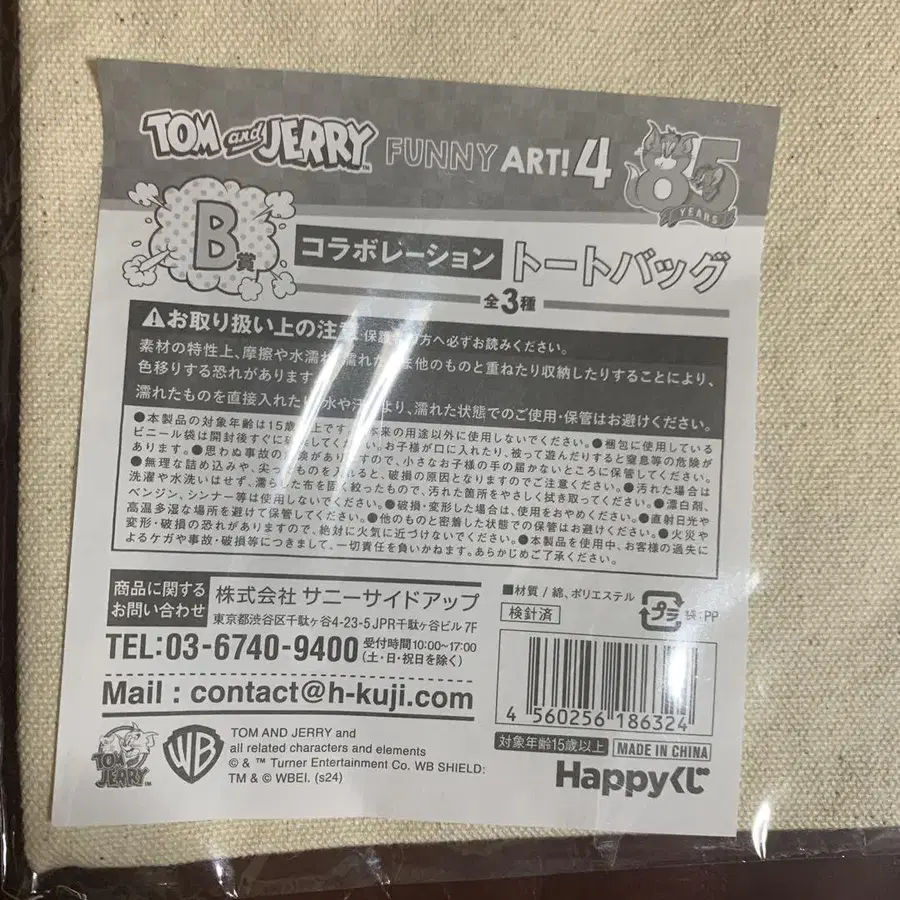 TOM and JERRY FUNNY ART! 4 85 YEARS
B賞 コラボレーション トートバッグ
全3種
お取り扱い上の注意 保護者の方へ必ずお読みください。
素材の特性上、摩擦や水濡れ、濡れたまま他のものと重ねたり収納したりすることにより、
色移りする恐れがあります
濡れたものを直接入れたり、水や汗により、濡れた状態でのご使用・保管はお避けください。
●本製品の対象年齢は15歳以上です。本来の用途以外に使用しないでください。●梱包に使用している
ビニール袋は開封後すぐに破棄してください。お子様が口に入れたり、被って遊んだりすると窒息等の危険が
あります。●思わぬ事故の危険がありますので、小さなお子様の手の届かないところに保管してください。
●無理な詰め込みや、尖ったものを入れると、破損の原因となりますのでご注意ください。●汚れた場合は
洗濯や水洗いはせず、濡らした布を固く絞ったもので、汚れた箇所をやさしく拭き取ってください。●漂白剤、
ベンジン、シンナー等は使用しないでください。●破損・変形した場合は、使用をおやめください。●直射日光や
高温多湿な場所を避けて保管してください。●他のものと密着した状態での保管はお避けください。●火災や
変形・破損の恐れがありますので、絶対に火気に近づけないでください。●本製品を使用中、お客様の過失に
よるケガや事故・破損等につきまして、一切責任を負いかねます。あらかじめご了承ください。
商品に関する
お問い合わせ
株式会社 サニーサイドアップ
東京都渋谷区千駄ヶ谷4-23-5 JPR千駄ヶ谷ビル 7F
TEL:03-6740-9400 受付時間10:00~17:00
(土・日・祝日を除く)
Mail : contact@h-kuji.com
TOM and JERRY
WB
TOM AND JERRY and
all related characters and elements
© & ™ Turner Entertainment Co. WB SHIELD:
TM & © WBEI. (s24)
■材質 / 綿、ポリエステル
検針済
プラ 袋:PP
4 560256 186324
対象年齢15歳以上 MADE IN CHINA
Happyくじ